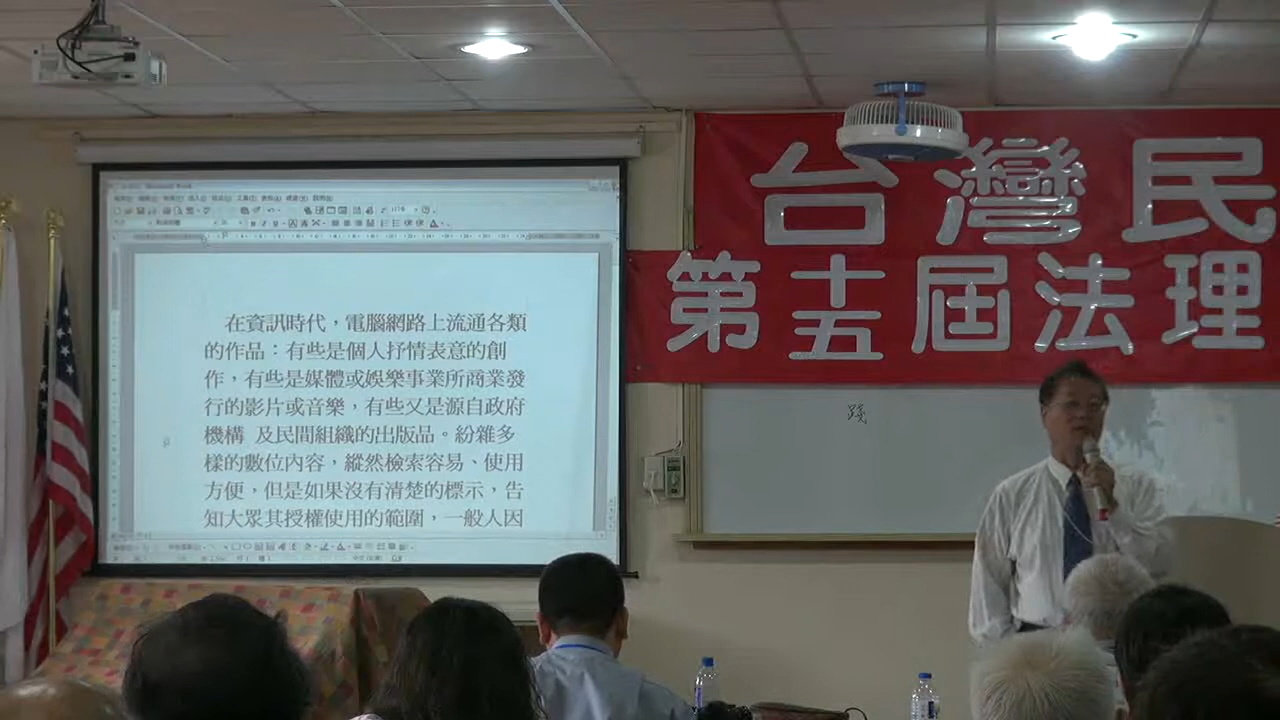 台灣民
第十五屆法理
踐
在資訊時代，電腦網路上流通各類
的作品：有些是個人抒情表意的創
作，有些是媒體或娛樂事業所商業發
行的影片或音樂，有些又是源自政府
機構 及民間組織的出版品。紛雜多
樣的數位內容，縱然檢索容易、使用
方便，但是如果沒有清楚的標示，告
知大眾其授權使用的範圍，一般人因